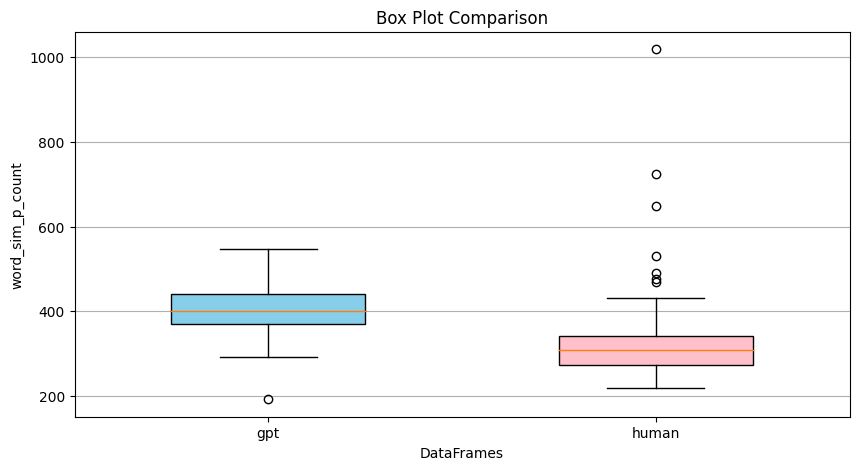 Box Plot Comparison
1000
800
600
400
200
word_sim_p_count
gpt
human
DataFrames